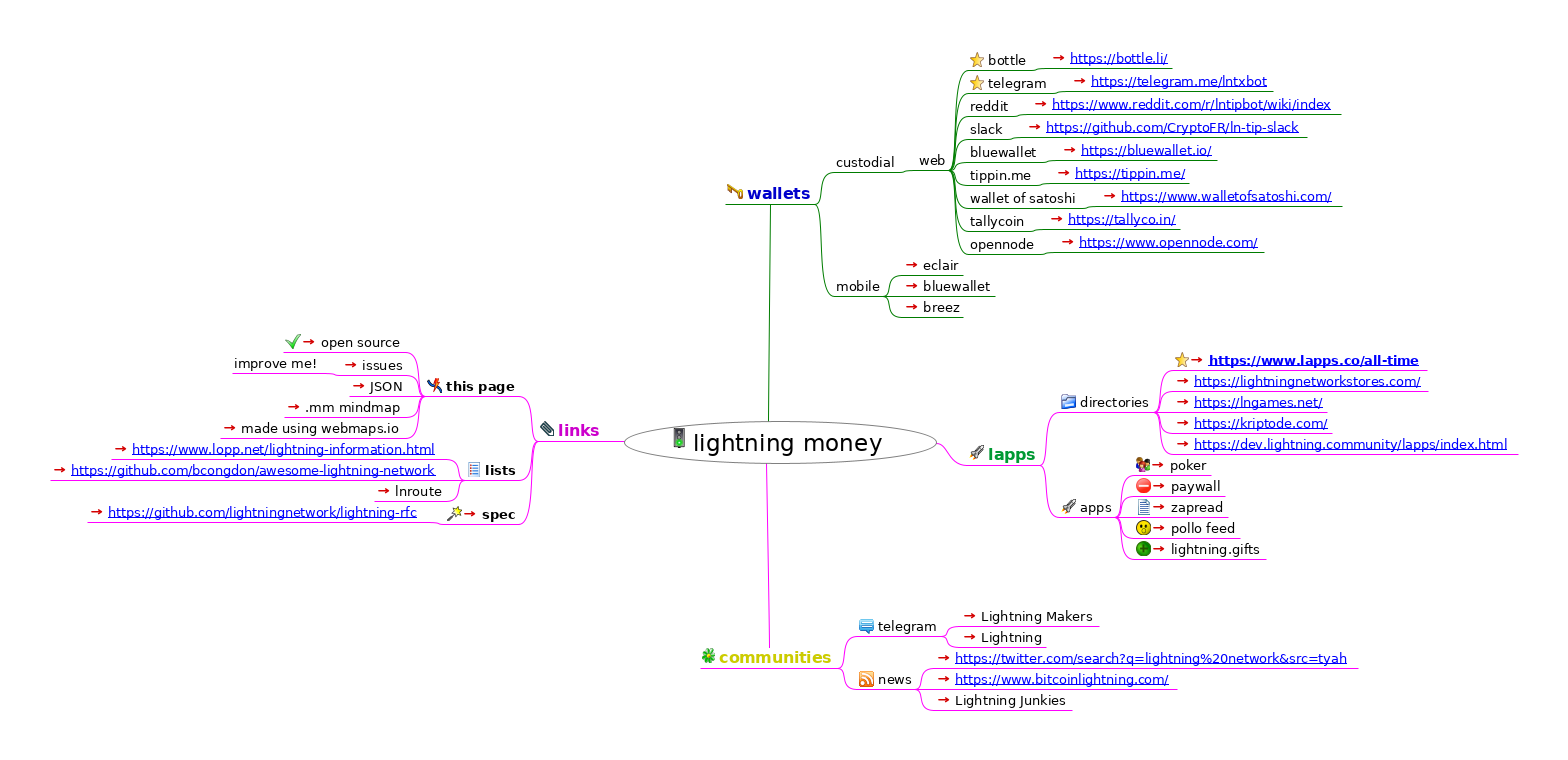 lightning money
wallets
custodial
web
bottle
https://bottle.li/
telegram
https://telegram.me/lntxbot
reddit
https://www.reddit.com/r/lntipbot/wiki/index
slack
https://github.com/CryptoFR/ln-tip-slack
bluewallet
https://bluewallet.io/
tippin.me
https://tippin.me/
wallet of satoshi
https://www.walletofsatoshi.com/
tallycoin
https://tallyco.in/
opennode
https://www.opennode.com/
mobile
eclair
bluewallet
breez
lapps
directories
https://www.lapps.co/all-time
https://lightningnetworkstores.com/
https://lngames.net/
https://kriptode.com/
https://dev.lightning.community/lapps/index.html
apps
poker
paywall
zapread
pollo feed
lightning.gifts
communities
telegram
Lightning Makers
Lightning
news
https://twitter.com/search?q=lightning%20network&src=tyah
https://www.bitcoinlightning.com/
Lightning Junkies
links
this page
open source
issues
improve me!
JSON
.mm mindmap
made using webmaps.io
lists
https://www.lopp.net/lightning-information.html
https://github.com/bcongdon/awesome-lightning-network
lnroute
spec
https://github.com/lightningnetwork/lightning-rfc